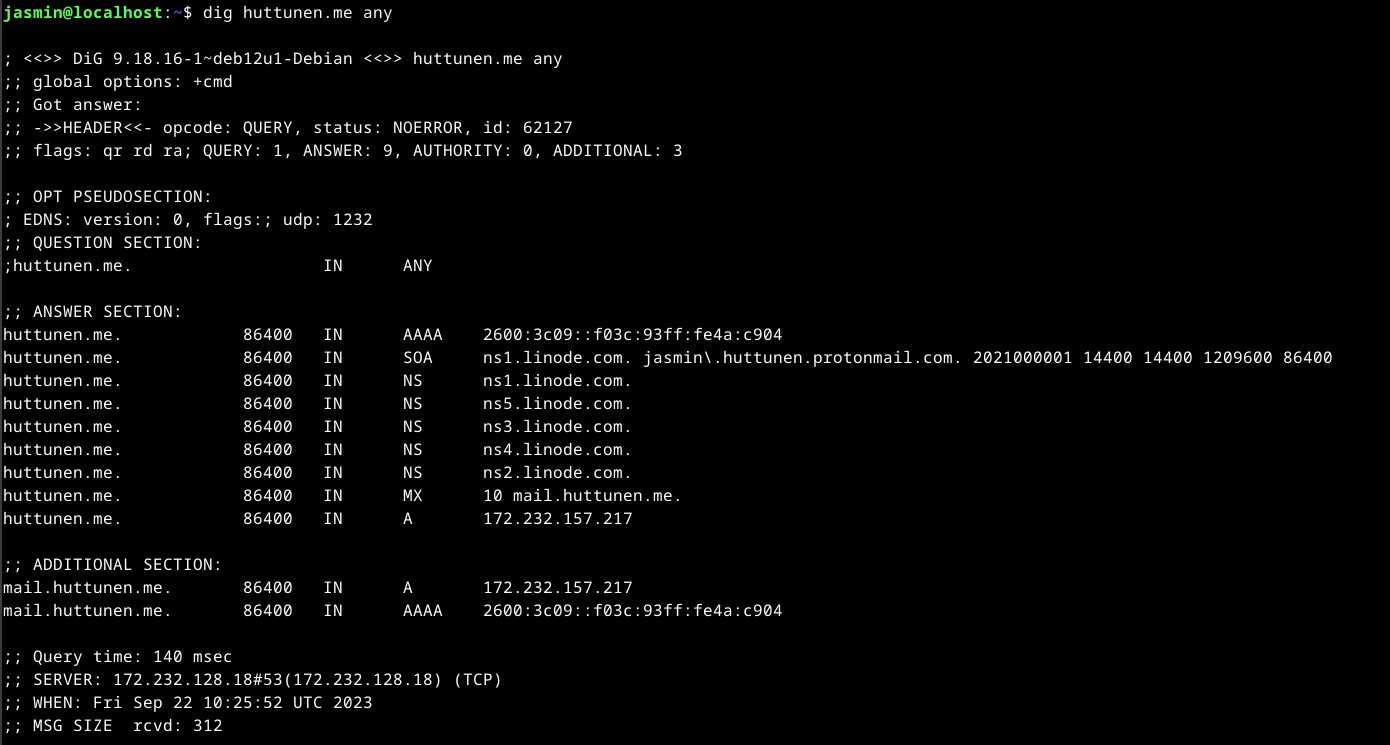 jasmin@localhost:~$ dig huttunen.me any
; <<>> DiG 9.18.16-1~deb12u1-Debian <<>> huttunen.me any
;; global options: +cmd
;; Got answer:
;; ->>HEADER<<- opcode: QUERY, status: NOERROR, id: 62127
;; flags: qr rd ra; QUERY: 1, ANSWER: 9, AUTHORITY: 0, ADDITIONAL: 3
;; OPT PSEUDOSECTION:
; EDNS: version: 0, flags:; udp: 1232
;; QUESTION SECTION:
;huttunen.me. IN ANY
;; ANSWER SECTION:
huttunen.me. 86400 IN AAAA 2600:3c09::f03c:93ff:fe4a:c904
huttunen.me. 86400 IN SOA ns1.linode.com. jasmin\.huttunen.protonmail.com. 2021000001 14400 14400 1209600 86400
huttunen.me. 86400 IN NS ns1.linode.com.
huttunen.me. 86400 IN NS ns5.linode.com.
huttunen.me. 86400 IN NS ns3.linode.com.
huttunen.me. 86400 IN NS ns4.linode.com.
huttunen.me. 86400 IN NS ns2.linode.com.
huttunen.me. 86400 IN MX 10 mail.huttunen.me.
huttunen.me. 86400 IN A 172.232.157.217
;; ADDITIONAL SECTION:
mail.huttunen.me. 86400 IN A 172.232.157.217
mail.huttunen.me. 86400 IN AAAA 2600:3c09::f03c:93ff:fe4a:c904
;; Query time: 140 msec
;; SERVER: 172.232.128.18#53(172.232.128.18) (TCP)
;; WHEN: Fri Sep 22 10:25:52 UTC 2023
;; MSG SIZE rcvd: 312